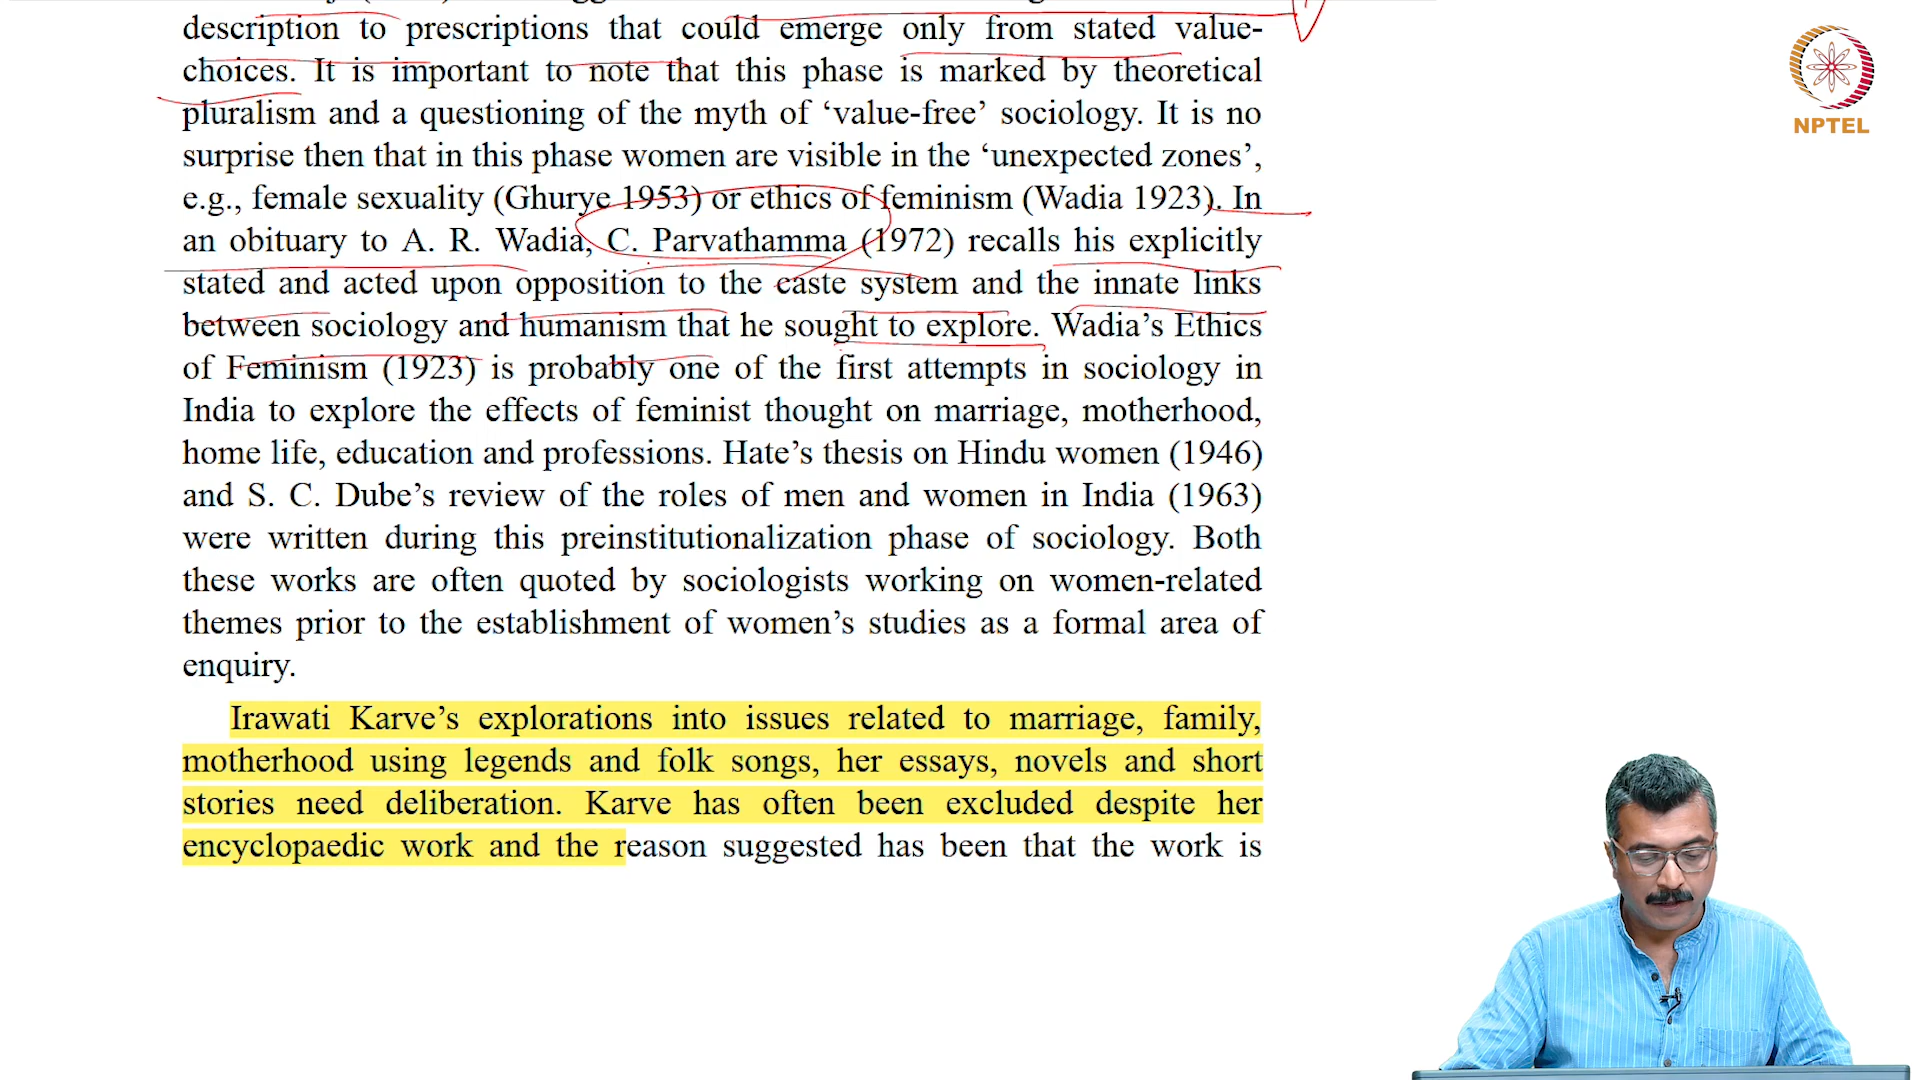 description to prescriptions that could emerge only from stated value-
choices. It is important to note that this phase is marked by theoretical
pluralism and a questioning of the myth of ‘value-free’ sociology. It is no
surprise then that in this phase women are visible in the ‘unexpected zones’,
e.g., female sexuality (Ghurye 1953) or ethics of feminism (Wadia 1923). In
an obituary to A. R. Wadia, C. Parvathamma (1972) recalls his explicitly
stated and acted upon opposition to the caste system and the innate links
between sociology and humanism that he sought to explore. Wadia’s Ethics
of Feminism (1923) is probably one of the first attempts in sociology in
India to explore the effects of feminist thought on marriage, motherhood,
home life, education and professions. Hate’s thesis on Hindu women (1946)
and S. C. Dube’s review of the roles of men and women in India (1963)
were written during this preinstitutionalization phase of sociology. Both
these works are often quoted by sociologists working on women-related
themes prior to the establishment of women’s studies as a formal area of
enquiry.
Irawati Karve’s explorations into issues related to marriage, family,
motherhood using legends and folk songs, her essays, novels and short
stories need deliberation. Karve has often been excluded despite her
encyclopaedic work and the reason suggested has been that the work is
NPTEL